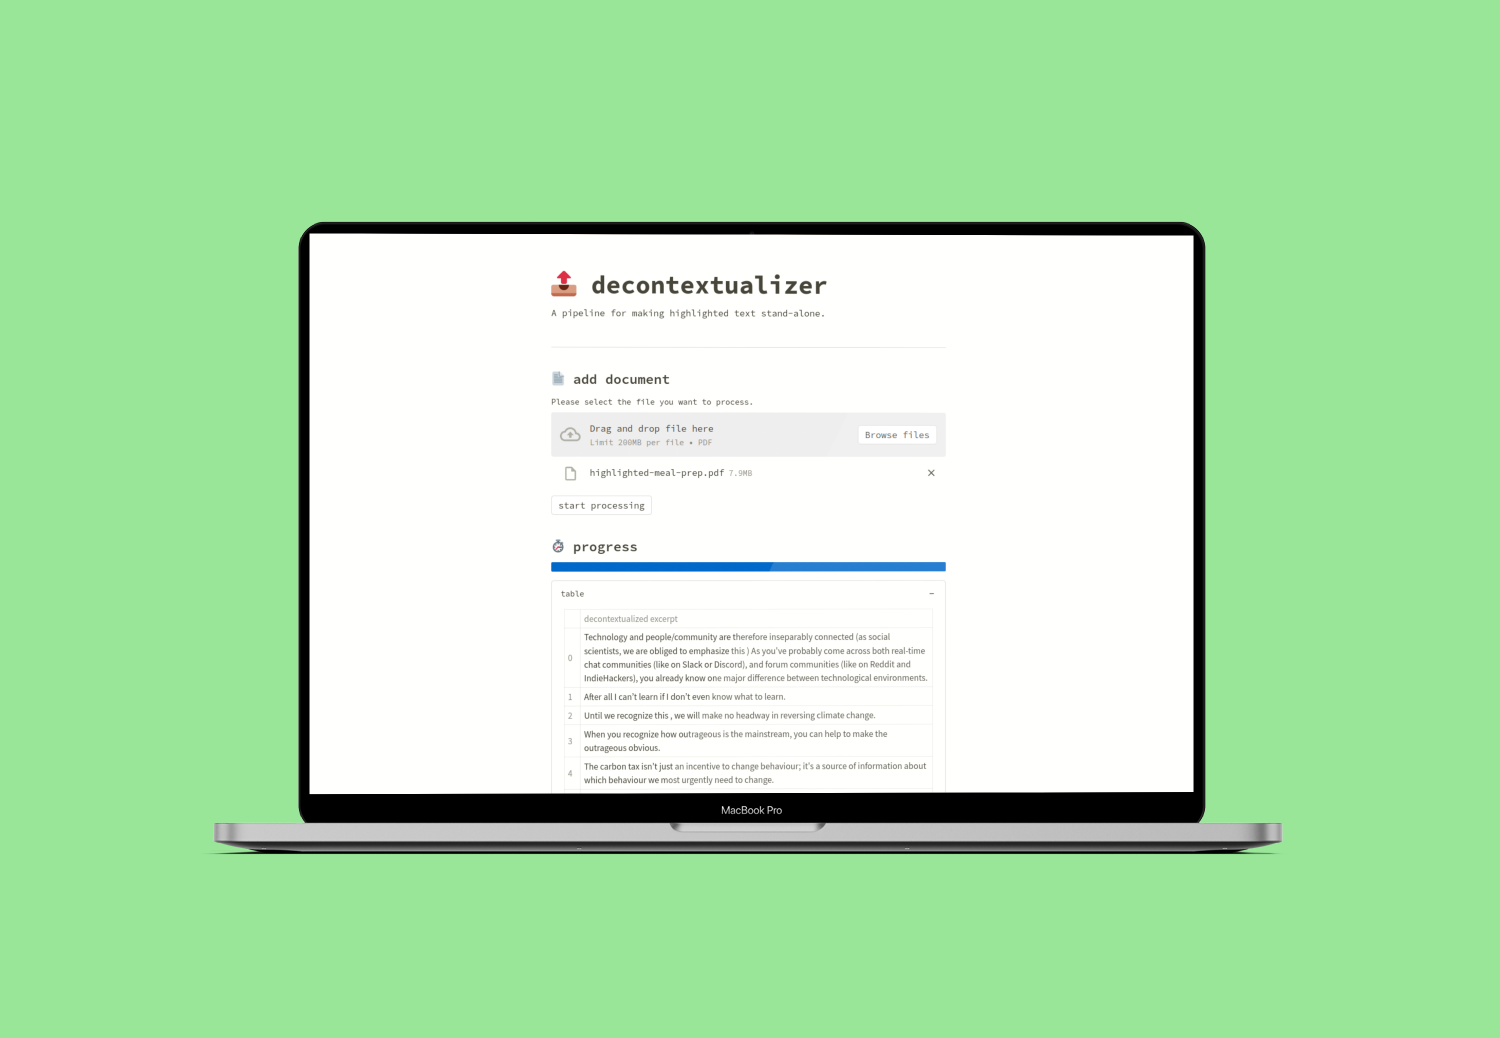 decontextualizer
A pipeline for making highlighted text stand-alone.
add document
Please select the file you want to process.
Drag and drop file here
Limit 200MB per file • PDF
Browse files
highlighted-meal-prep.pdf 7.9MB
start processing
progress
table
decontextualized excerpt
0
Technology and people/community are therefore inseparably connected (as social
scientists, we are obliged to emphasize this ) As you've probably come across both real-time
chat communities (like on Slack or Discord), and forum communities (like on Reddit and
IndieHackers), you already know one major difference between technological environments.
1 After all I can't learn if I don't even know what to learn.
2 Until we recognize this , we will make no headway in reversing climate change.
3
When you recognize how outrageous is the mainstream, you can help to make the
outrageous obvious.
4
The carbon tax isn't just an incentive to change behaviour; it's a source of information about
which behaviour we most urgently need to change.
MacBook Pro